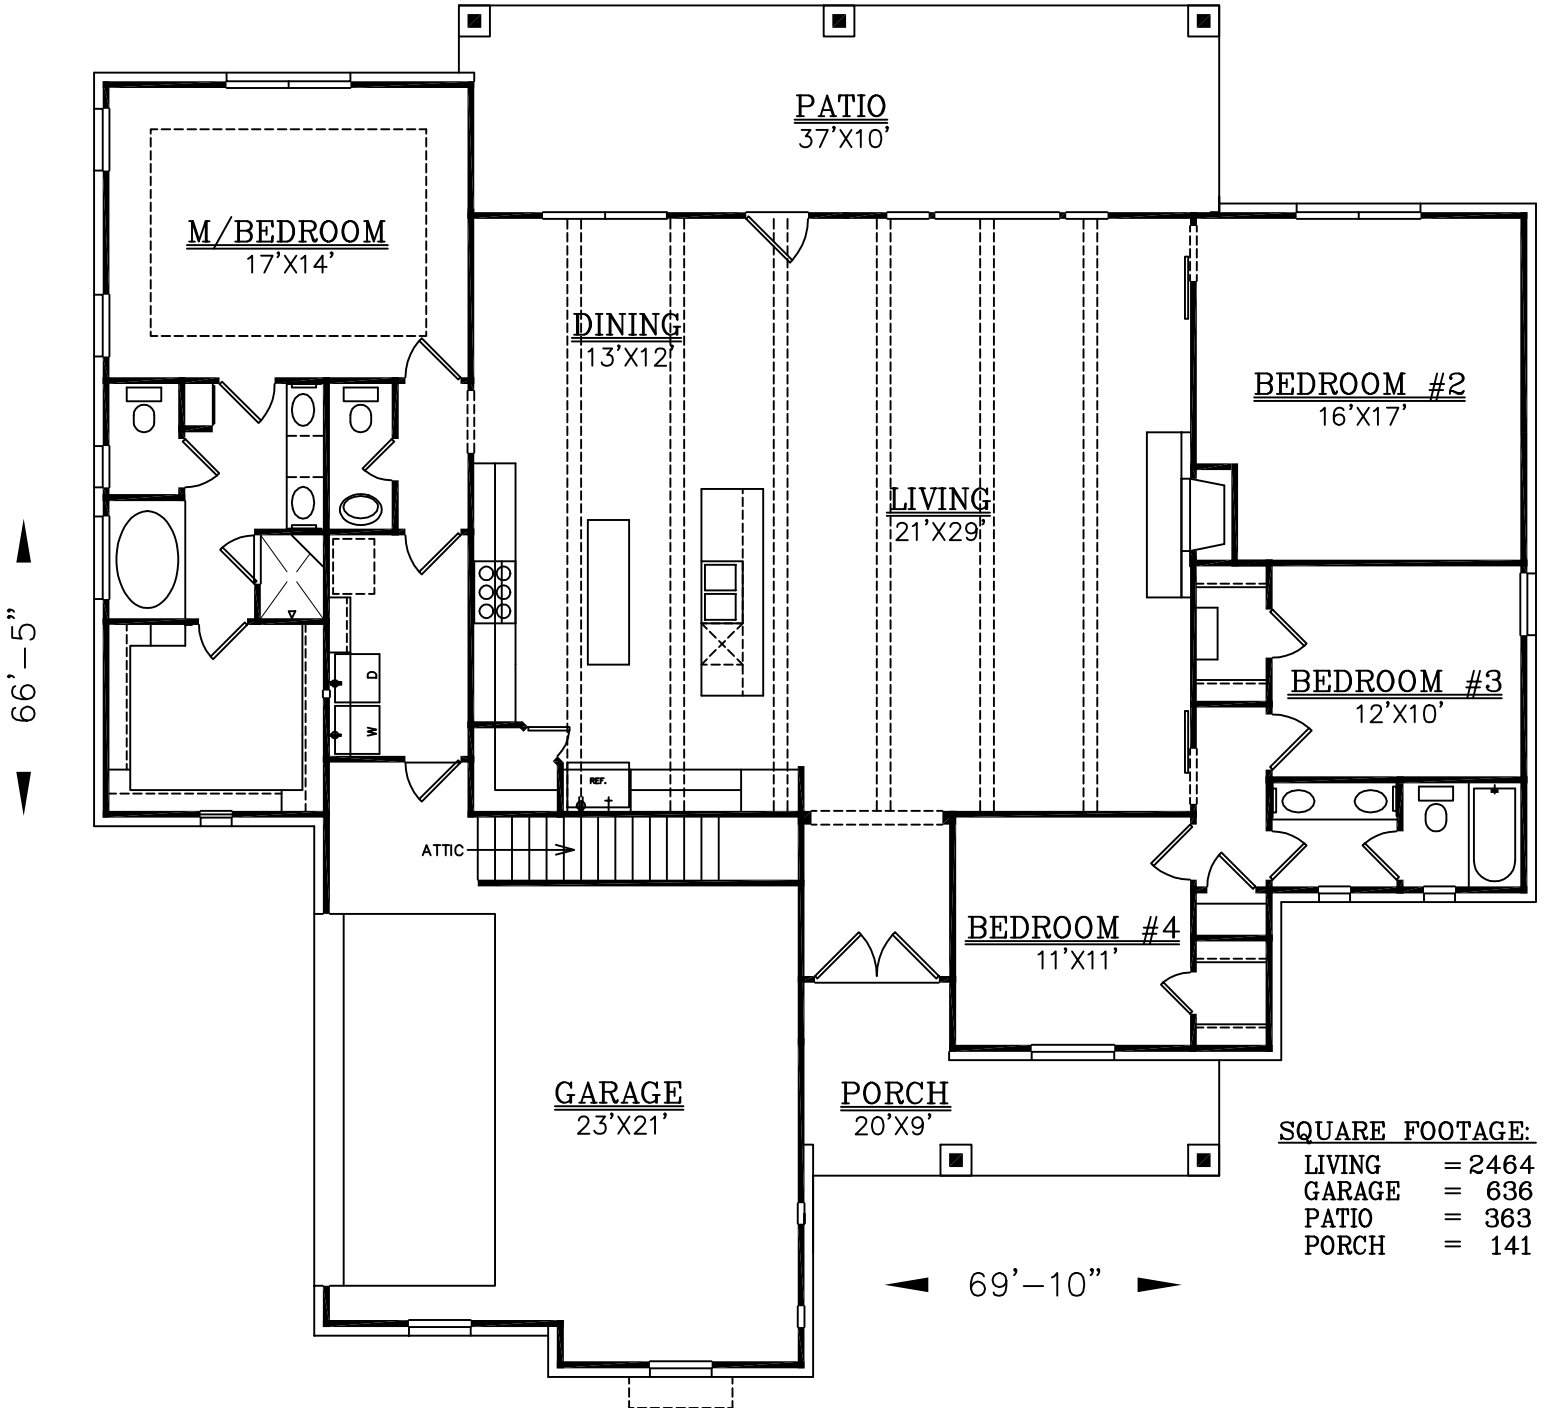 PATIO
37'X10'
M/BEDROOM
17'X14'
DINING
13'X12'
BEDROOM #2
16'X17'
LIVING
21'X29'
66'-5"
D
W
BEDROOM #3
12'X10'
REF.
ATTIC
BEDROOM #4
11'X11'
GARAGE
23'X21'
PORCH
20'X9'
SQUARE FOOTAGE:
LIVING = 2464
GARAGE = 636
PATIO = 363
PORCH = 141
69'-10"